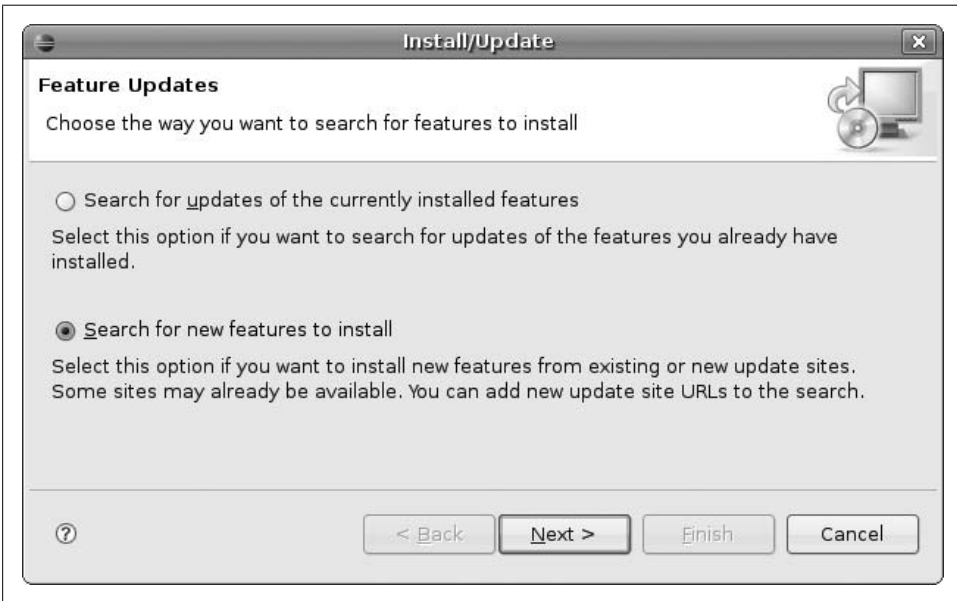 Install/Update
Feature Updates
Choose the way you want to search for features to install
Search for updates of the currently installed features
Select this option if you want to search for updates of the features you already have
installed.
Search for new features to install
Select this option if you want to install new features from existing or new update sites.
Some sites may already be available. You can add new update site URLs to the search.
? < Back Next > Finish Cancel